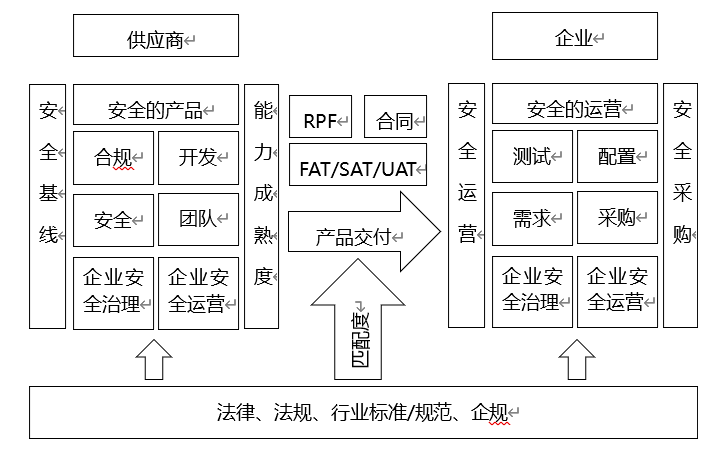 供应商
企业
安全基线
安全的产品
合规
开发
安全
团队
企业安
全治理
企业安
全运营
能力成熟度
RPF
合同
FAT/SAT/UAT
产品交付
匹配度
安全运营
安全的运营
测试
配置
需求
采购
企业安
全治理
企业安
全运营
安全采购
法律、法规、行业标准/规范、企规